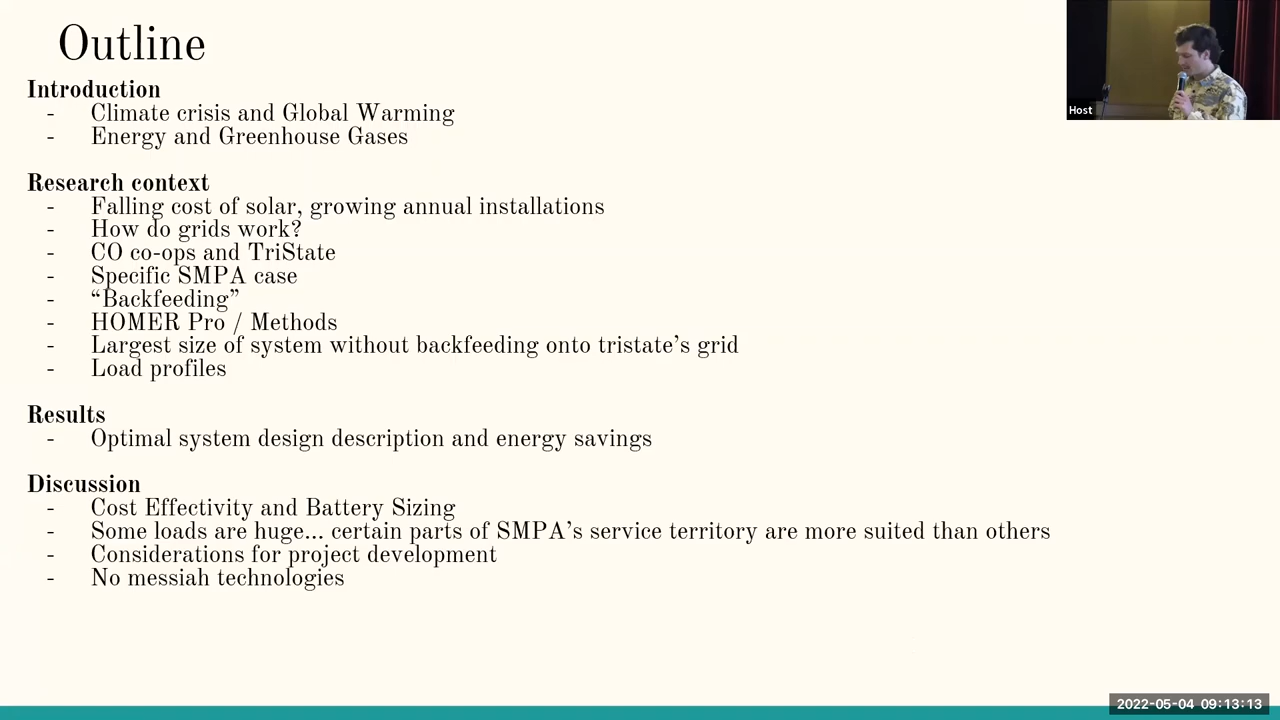 Outline
Host
Introduction
- Climate crisis and Global Warming
- Energy and Greenhouse Gases
Research context
- Falling cost of solar, growing annual installations
- How do grids work?
- CO co-ops and TriState
- Specific SMPA case
- “Backfeeding”
- HOMER Pro / Methods
- Largest size of system without backfeeding onto tristate’s grid
- Load profiles
Results
- Optimal system design description and energy savings
Discussion
- Cost Effectivity and Battery Sizing
- Some loads are huge... certain parts of SMPA’s service territory are more suited than others
- Considerations for project development
- No messiah technologies
2022-05-04 09:13:13